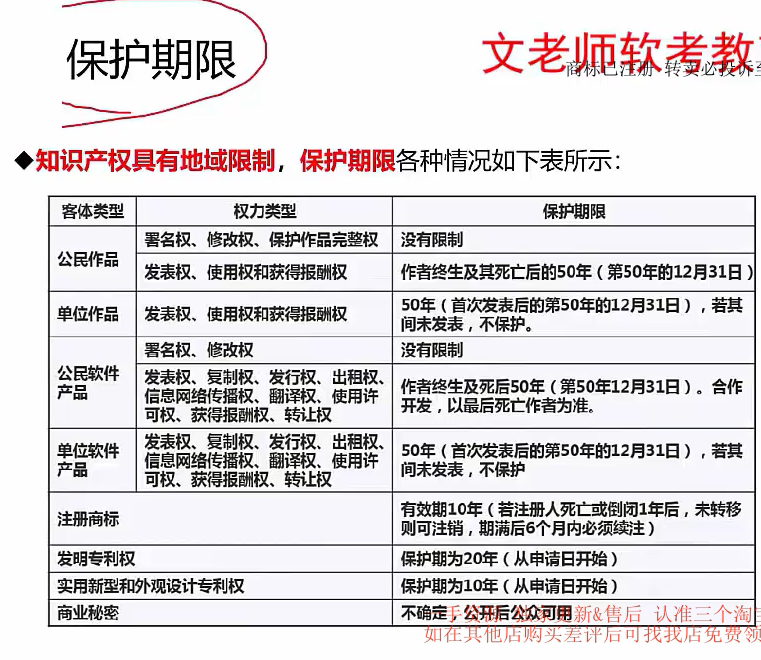 保护期限
文老师软考教
商标已注册 转卖必投诉至
◆知识产权具有地域限制，保护期限各种情况如下表所示：
客体类型 权力类型 保护期限
公民作品 署名权、修改权、保护作品完整权 没有限制
发表权、使用权和获得报酬权 作者终生及其死亡后的50年（第50年的12月31日）
单位作品 发表权、使用权和获得报酬权 50年（首次发表后的第50年的12月31日），若其
间未发表，不保护。
公民软件
产品
署名权、修改权 没有限制
发表权、复制权、发行权、出租权、
信息网络传播权、翻译权、使用许
可权、获得报酬权、转让权
作者终生及死后50年（第50年12月31日）。合作
开发，以最后死亡作者为准。
单位软件
产品
发表权、复制权、发行权、出租权、
信息网络传播权、翻译权、使用许
可权、获得报酬权、转让权
50年（首次发表后的第50年的12月31日），若其
间未发表，不保护
注册商标 有效期10年（若注册人死亡或倒闭1年后，未转移
则可注销，期满后6个月内必须续注）
发明专利权 保护期为20年（从申请日开始）
实用新型和外观设计专利权 保护期为10年（从申请日开始）
商业秘密 不确定，公开后公众可用
更新&售后 认准三个淘
如在其他店购买差评后可找我店免费领